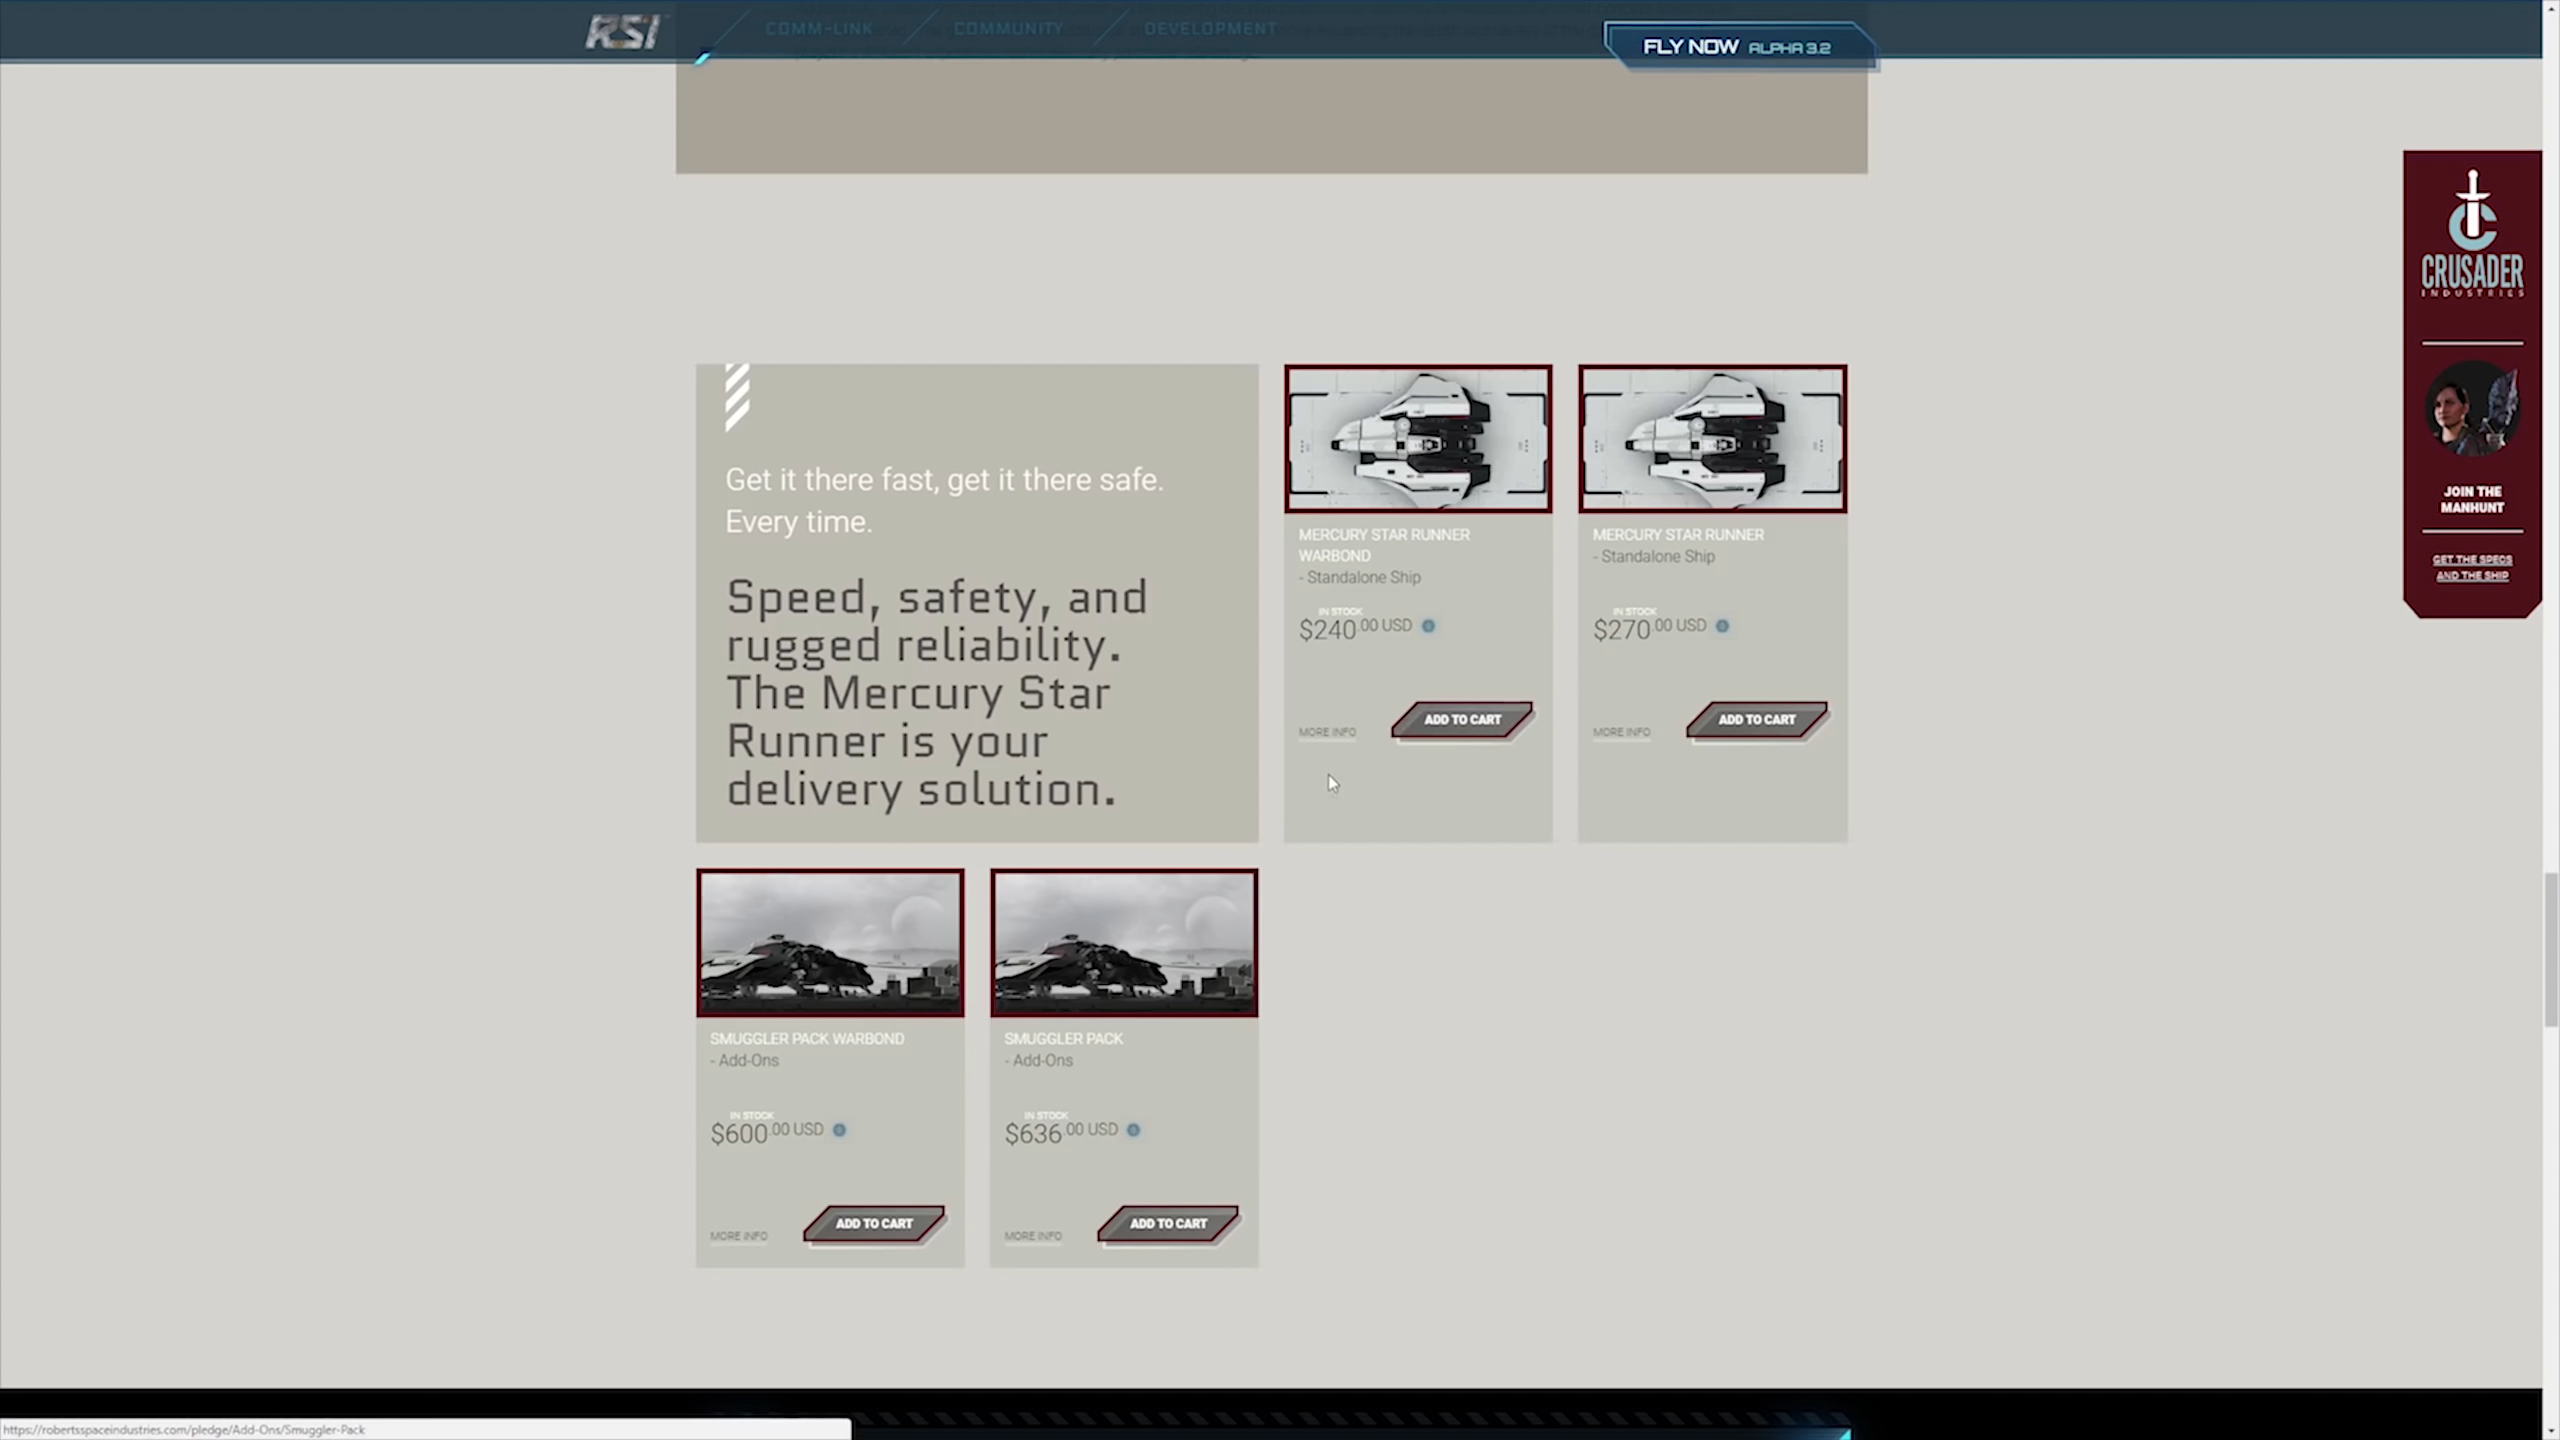 RSI
COMM-LINK
COMMUNITY
DEVELOPMENT
FLY NOW ALPHA 3.2
CRUSADER
INDUSTRIES
JOIN THE
MANHUNT
GET THE SPECS
AND THE SHIP
Get it there fast, get it there safe.
Every time.
Speed, safety, and
rugged reliability.
The Mercury Star
Runner is your
delivery solution.
MERCURY STAR RUNNER
WARBOND
- Standalone Ship
IN STOCK
$240.00 USD
MORE INFO
ADD TO CART
MERCURY STAR RUNNER
- Standalone Ship
IN STOCK
$270.00 USD
MORE INFO
ADD TO CART
SMUGGLER PACK WARBOND
- Add-Ons
IN STOCK
$600.00 USD
MORE INFO
ADD TO CART
SMUGGLER PACK
- Add-Ons
IN STOCK
$636.00 USD
MORE INFO
ADD TO CART
https://robertsspaceindustries.com/pledge/Add-Ons/Smuggler-Pack